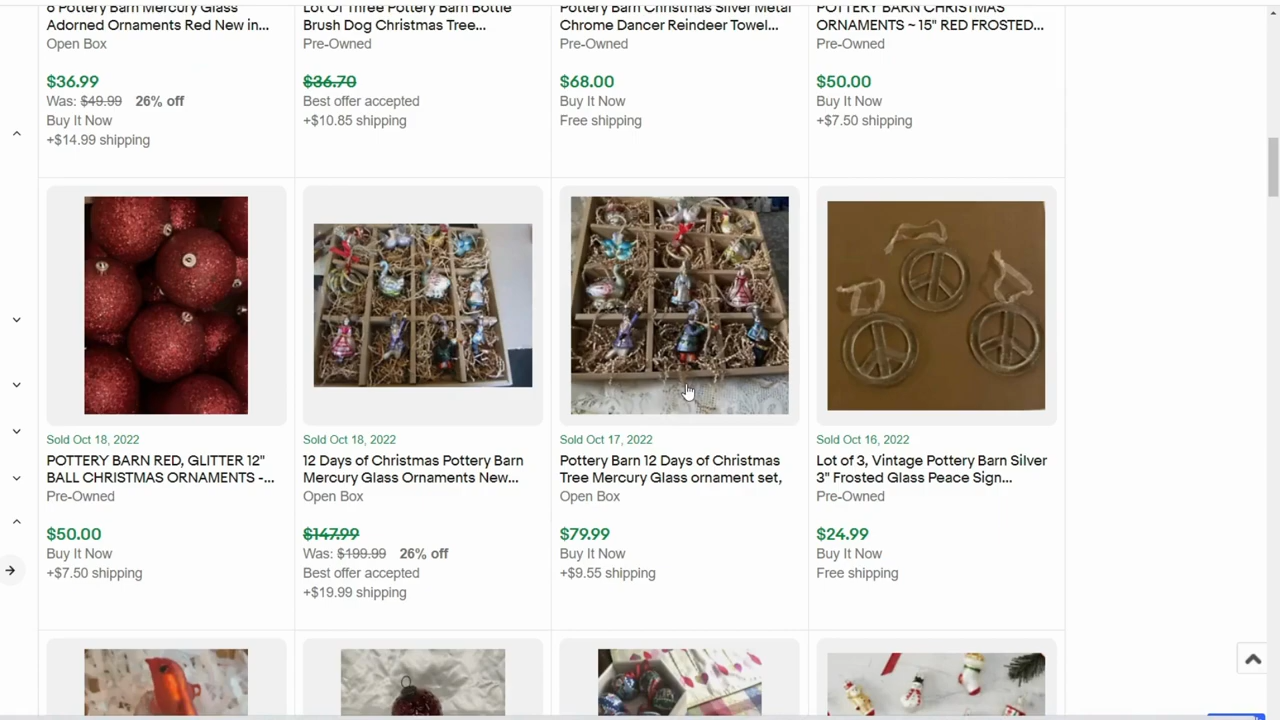 6 Pottery Barn Mercury Glass
Adorned Ornaments Red New in...
Open Box
$36.99
Was: $49.99 26% off
Buy It Now
+$14.99 shipping
Lot Of Three Pottery Barn Bottle
Brush Dog Christmas Tree...
Pre-Owned
$36.70
Best offer accepted
+$10.85 shipping
Pottery Barn Christmas Silver Metal
Chrome Dancer Reindeer Towel...
Pre-Owned
$68.00
Buy It Now
Free shipping
POTTERY BARN CHRISTMAS
ORNAMENTS ~ 15" RED FROSTED...
Pre-Owned
$50.00
Buy It Now
+$7.50 shipping
Sold Oct 18, 2022
POTTERY BARN RED, GLITTER 12"
BALL CHRISTMAS ORNAMENTS -...
Pre-Owned
$50.00
Buy It Now
+$7.50 shipping
Sold Oct 18, 2022
12 Days of Christmas Pottery Barn
Mercury Glass Ornaments New...
Open Box
$147.99
Was: $199.99 26% off
Best offer accepted
+$19.99 shipping
Sold Oct 17, 2022
Pottery Barn 12 Days of Christmas
Tree Mercury Glass ornament set,
Open Box
$79.99
Buy It Now
+$9.55 shipping
Sold Oct 16, 2022
Lot of 3, Vintage Pottery Barn Silver
3" Frosted Glass Peace Sign...
Pre-Owned
$24.99
Buy It Now
Free shipping